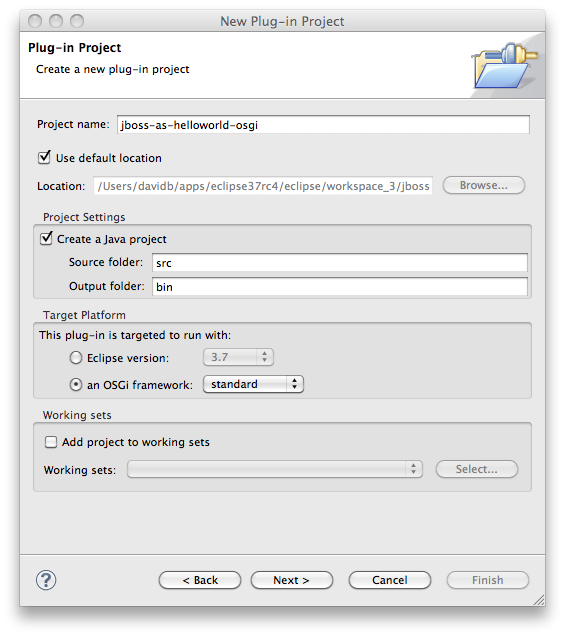 New Plug-in Project
Plug-in Project
Create a new plug-in project
Project name: jboss-as-helloworld-osgi
Use default location
Location: /Users/davidb/apps/eclipse37rc4/eclipse/workspace_3/jboss Browse...
Project Settings
Create a Java project
Source folder: src
Output folder: bin
Target Platform
This plug-in is targeted to run with:
Eclipse version: 3.7
an OSGi framework: standard
Working sets
Add project to working sets
Working sets: Select...
? < Back Next > Cancel Finish